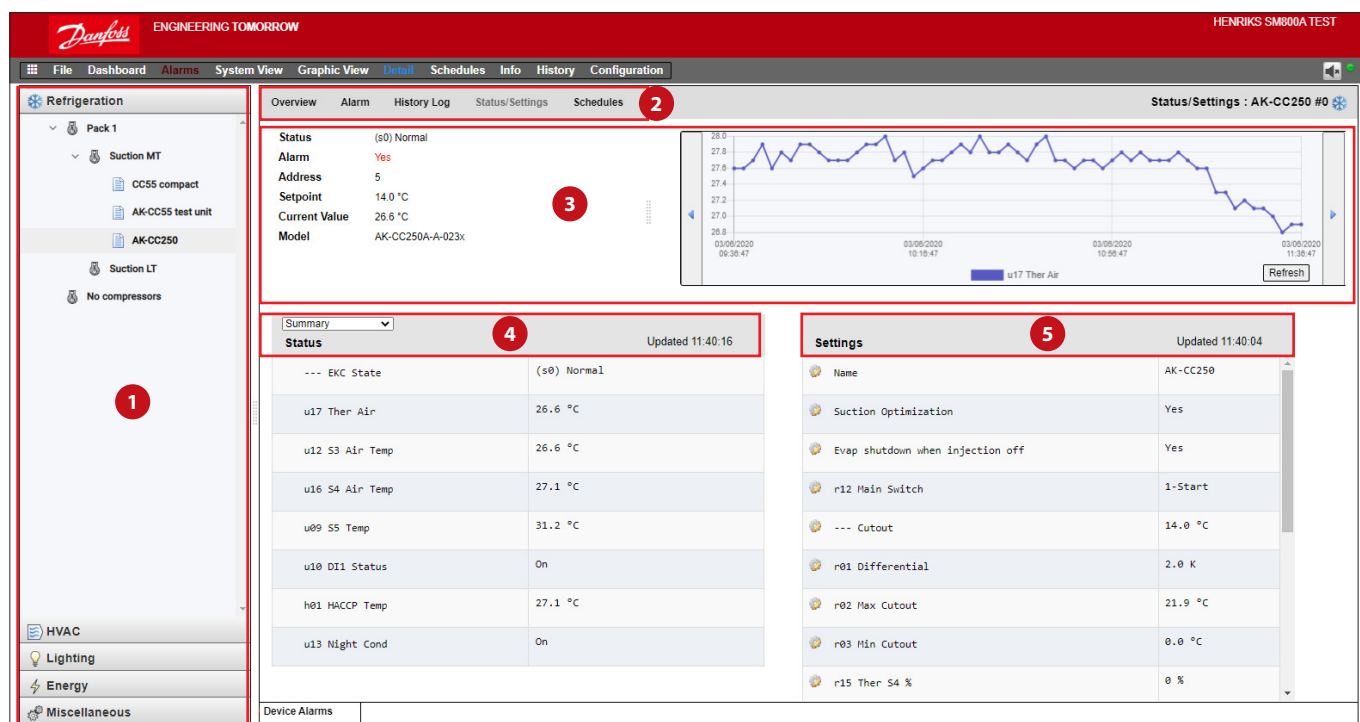 Danfoss
ENGINEERING TOMORROW
HENRIKS SM800A TEST
File Dashboard Alarms System View Graphic View Detail Schedules Info History Configuration
Refrigeration
Pack 1
Suction MT
CC55 compact
AK-CC55 test unit
AK-CC250
Suction LT
No compressors
1
HVAC
Lighting
Energy
Miscellaneous
Overview Alarm History Log Status/Settings Schedules
2
Status/Settings : AK-CC250 #0
Status (s0) Normal
Alarm Yes
Address 5
Setpoint 14.0 °C
Current Value 26.6 °C
Model AK-CC250A-A-023x
3
28.0
27.8
27.6
27.4
27.2
27.0
26.8
03/06/2020 09:36:47
03/06/2020 10:16:47
03/06/2020 10:56:47
03/06/2020 11:36:47
u17 Ther Air
Refresh
Summary
Status
4
Updated 11:40:16
--- EKC State (s0) Normal
u17 Ther Air 26.6 °C
u12 S3 Air Temp 26.6 °C
u16 S4 Air Temp 27.1 °C
u09 S5 Temp 31.2 °C
u10 DI1 Status On
h01 HACCP Temp 27.1 °C
u13 Night Cond On
Settings
5
Updated 11:40:04
Name AK-CC250
Suction Optimization Yes
Evap shutdown when injection off Yes
r12 Main Switch 1-Start
--- Cutout 14.0 °C
r01 Differential 2.0 K
r02 Max Cutout 21.9 °C
r03 Min Cutout 0.0 °C
r15 Ther S4 % 0 %
Device Alarms